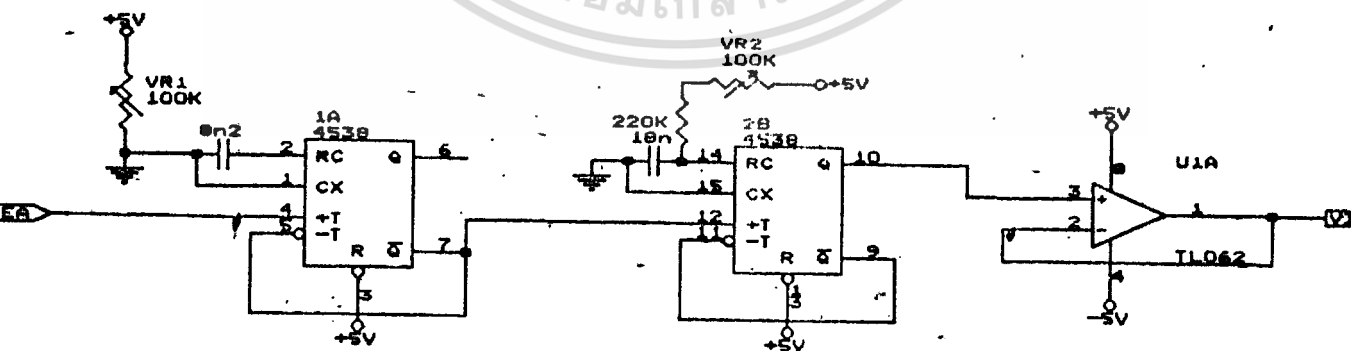 +5V
VR1
100K
8n2
1A
4538
2
RC
Q
6
1
CX
EA
4
+T
5
-T
R
Q
7
3
+5V
VR2
100K
+5V
220K
18n
2B
4538
14
RC
Q
10
15
CX
12
+T
11
-T
R
Q
9
13
+5V
+5V
8
U1A
3
+
2
-
1
TL062
4
-5V